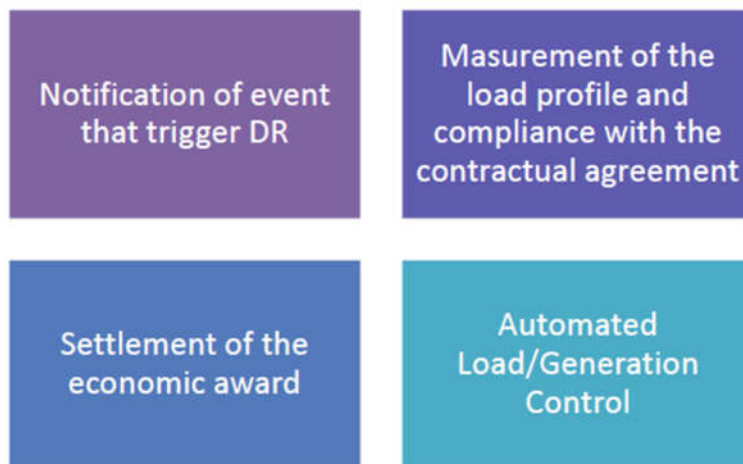 Notification of event
that trigger DR
Masurement of the
load profile and
compliance with the
contractual agreement
Settlement of the
economic award
Automated
Load/Generation
Control